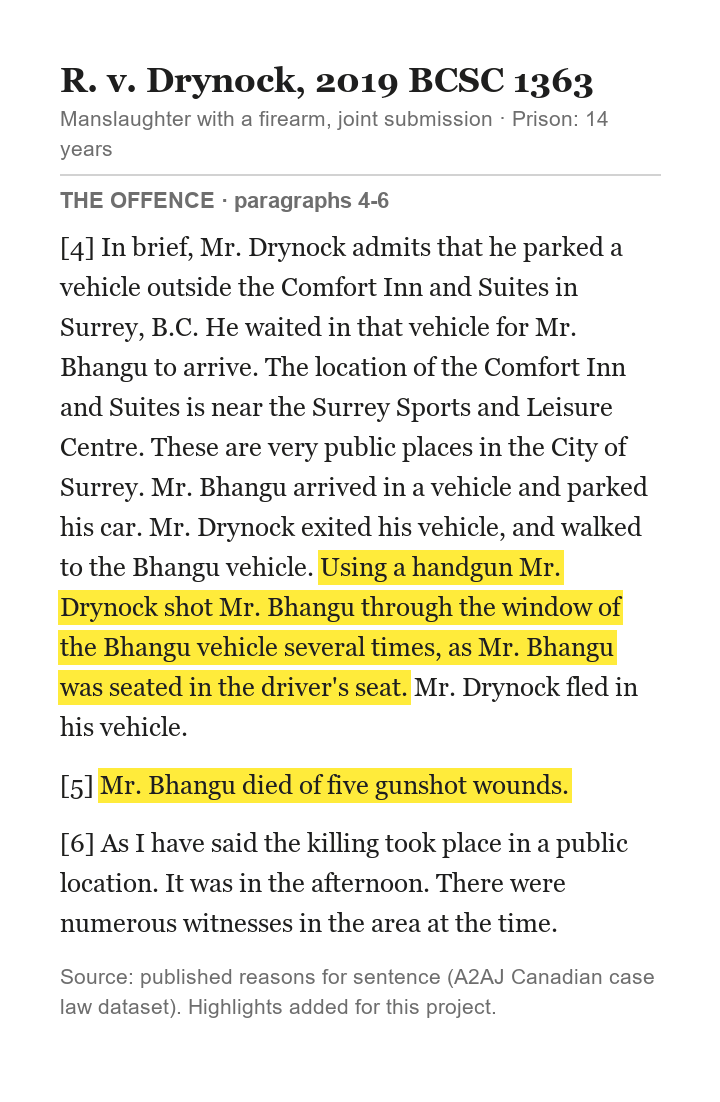 R. v. Drynock, 2019 BCSC 1363
Manslaughter with a firearm, joint submission · Prison: 14
years
THE OFFENCE · paragraphs 4-6
[4] In brief, Mr. Drynock admits that he parked a
vehicle outside the Comfort Inn and Suites in
Surrey, B.C. He waited in that vehicle for Mr.
Bhangu to arrive. The location of the Comfort Inn
and Suites is near the Surrey Sports and Leisure
Centre. These are very public places in the City of
Surrey. Mr. Bhangu arrived in a vehicle and parked
his car. Mr. Drynock exited his vehicle, and walked
to the Bhangu vehicle. Using a handgun Mr.
Drynock shot Mr. Bhangu through the window of
the Bhangu vehicle several times, as Mr. Bhangu
was seated in the driver's seat. Mr. Drynock fled in
his vehicle.
[5] Mr. Bhangu died of five gunshot wounds.
[6] As I have said the killing took place in a public
location. It was in the afternoon. There were
numerous witnesses in the area at the time.
Source: published reasons for sentence (A2AJ Canadian case
law dataset). Highlights added for this project.